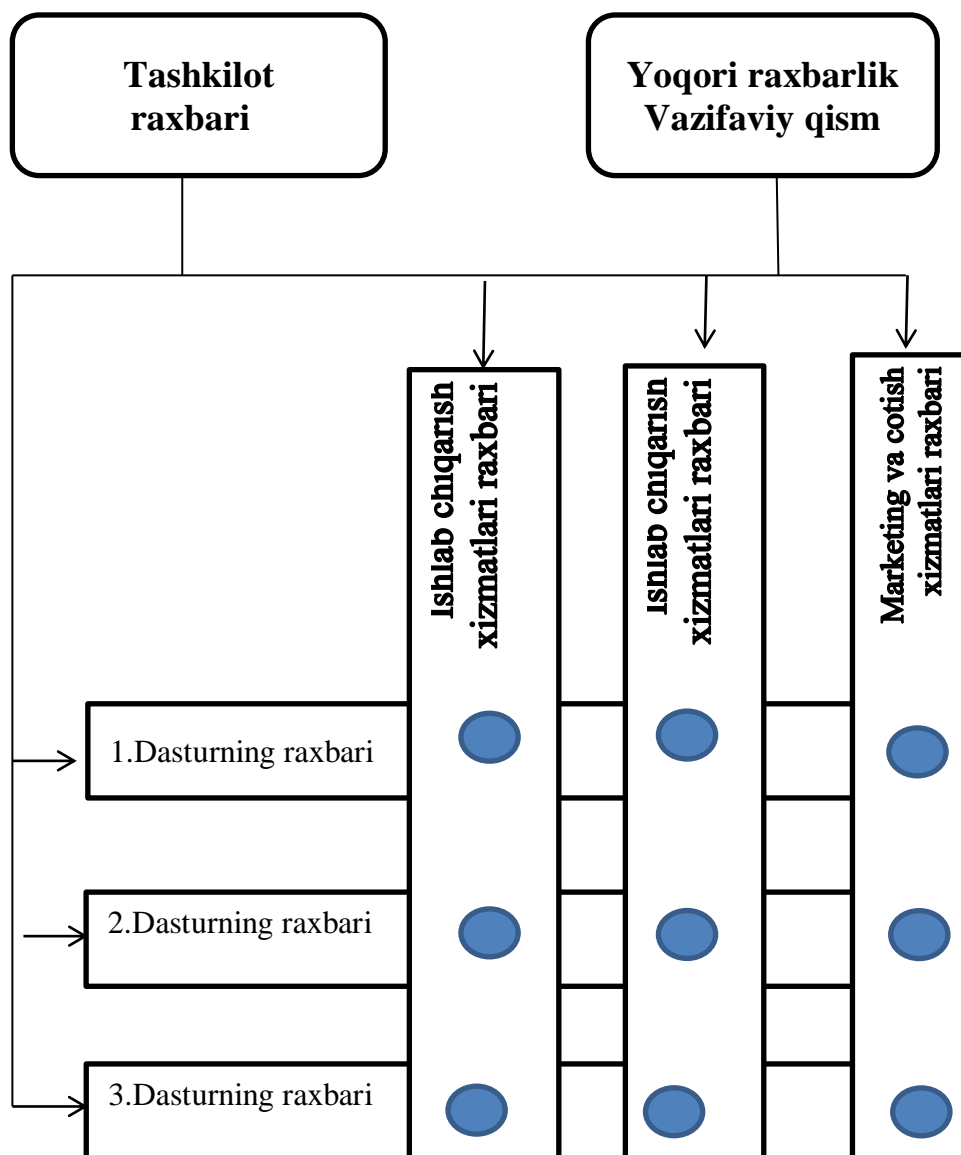 Tashkilot
raxbari
Yoqori raxbarlik
Vazifaviy qism
Ishlab chiqarish
xizmatlari raxbari
Ishlab chiqarish
xizmatlari raxbari
Marketing va cotish
xizmatlari raxbari
1.Dasturning raxbari
2.Dasturning raxbari
3.Dasturning raxbari